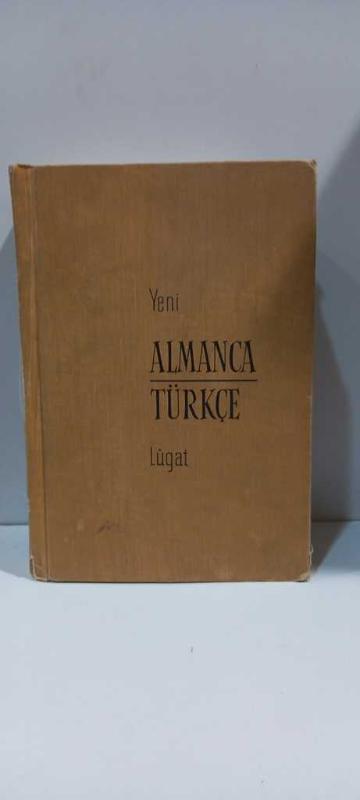 Yeni
ALMANCA
TÜRKÇE
Lûgat